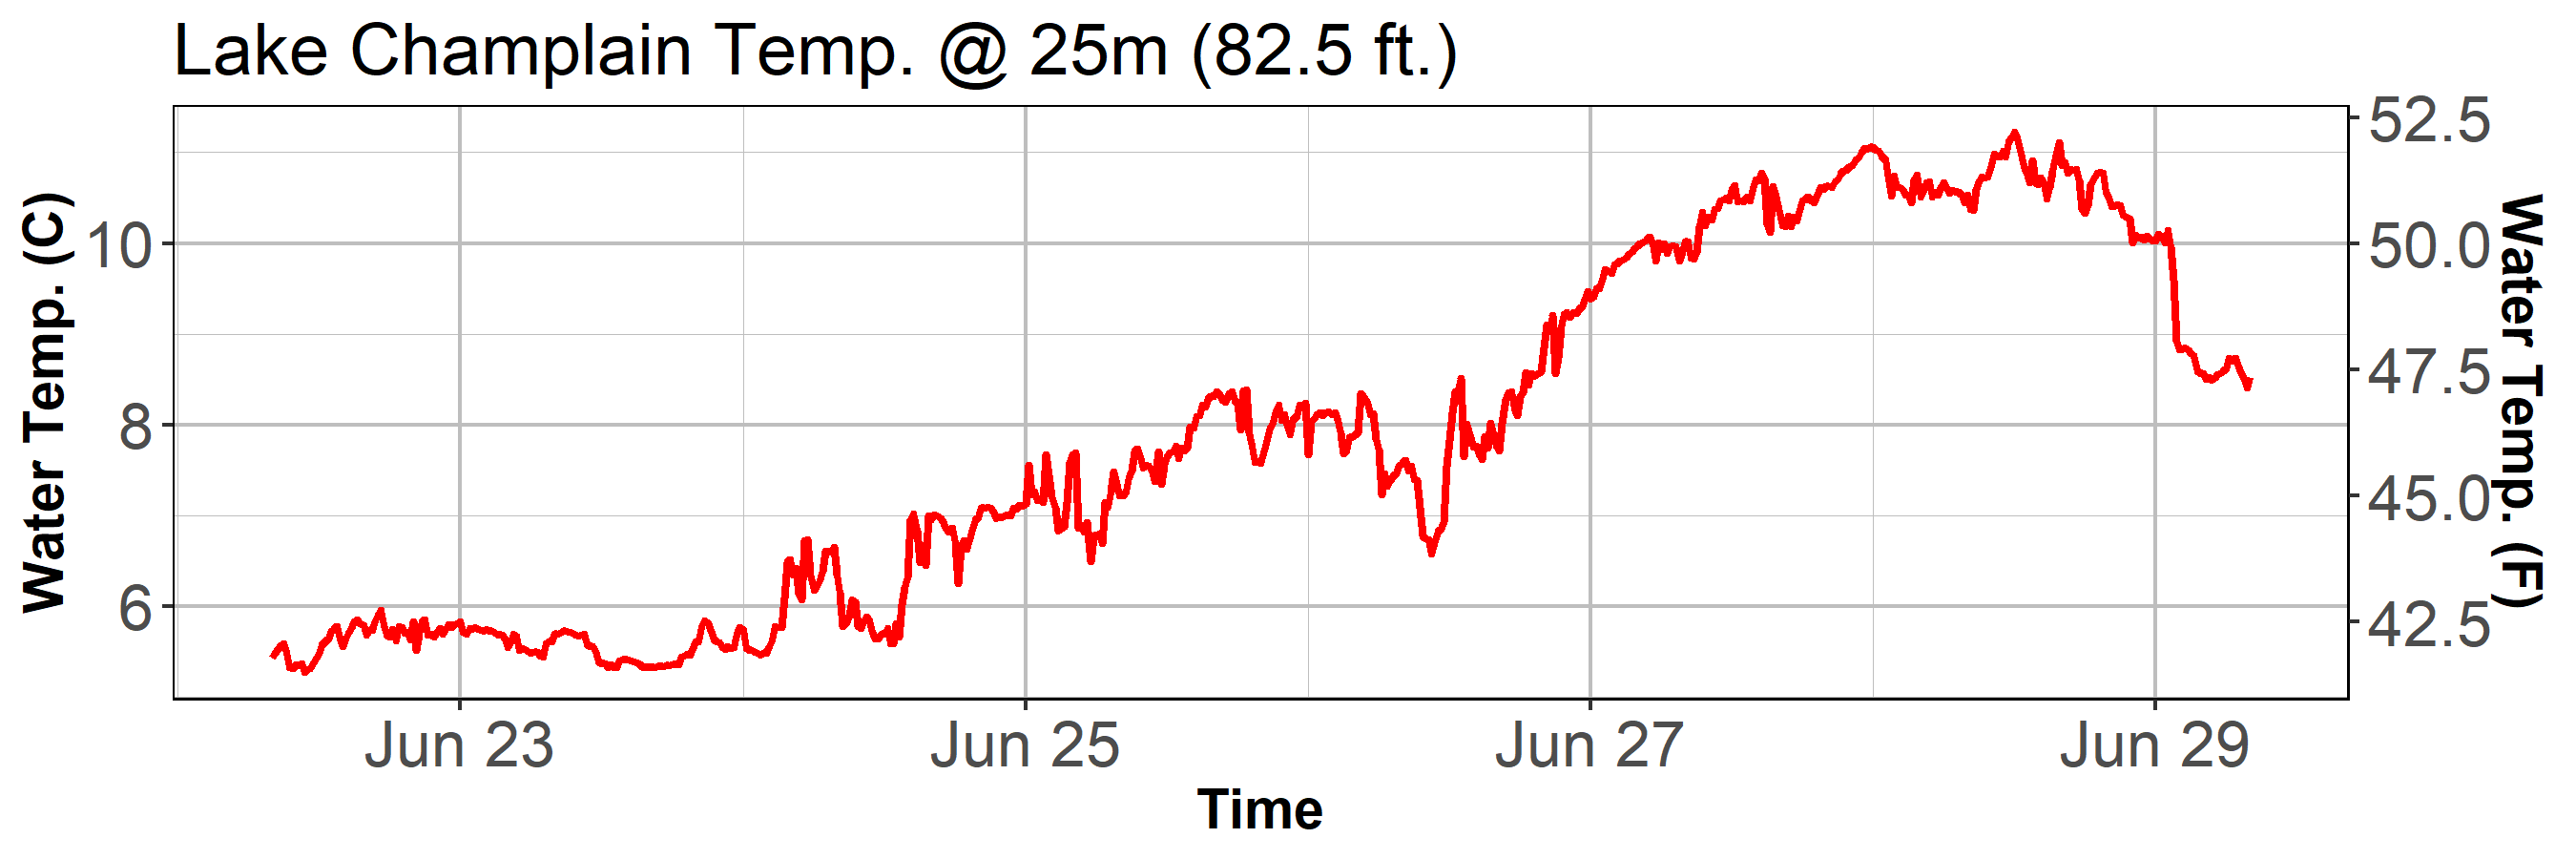 Lake Champlain Temp. @ 25m (82.5 ft.)
Water Temp. (C)
10
8
6
52.5
50.0
47.5
45.0
42.5
Water Temp. (F)
Jun 23 Jun 25 Jun 27 Jun 29
Time